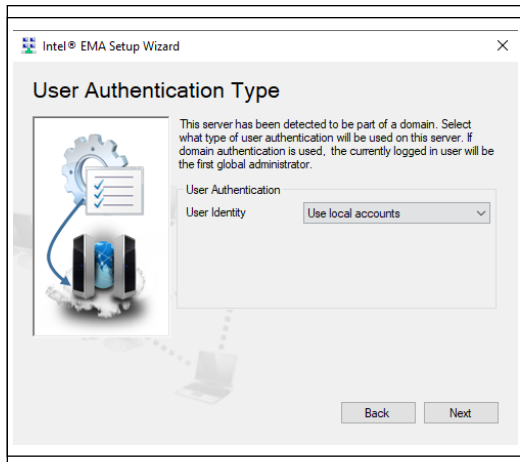 Intel® EMA Setup Wizard
User Authentication Type
This server has been detected to be part of a domain. Select
what type of user authentication will be used on this server. If
domain authentication is used, the currently logged in user will be
the first global administrator.
User Authentication
User Identity Use local accounts
Back Next